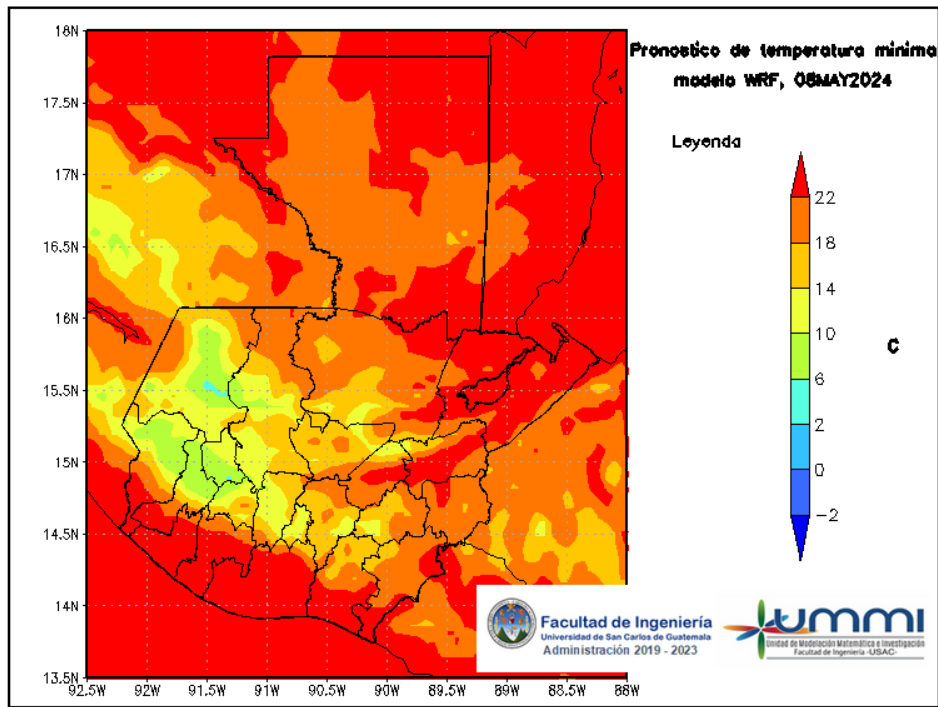 Pronostico de temperatura minima
modelo WRF, 08MAY2024
Leyenda
22
18
14
10
6
2
0
−2
C
18N
17.5N
17N
16.5N
16N
15.5N
15N
14.5N
14N
13.5N
92.5W 92W 91.5W 91W 90.5W 90W 89.5W 89W 88.5W 88W
Facultad de Ingeniería
Universidad de San Carlos de Guatemala
Administración 2019 - 2023
ummi
Unidad de Modelación Matemática e Investigación
Facultad de Ingeniería -USAC-